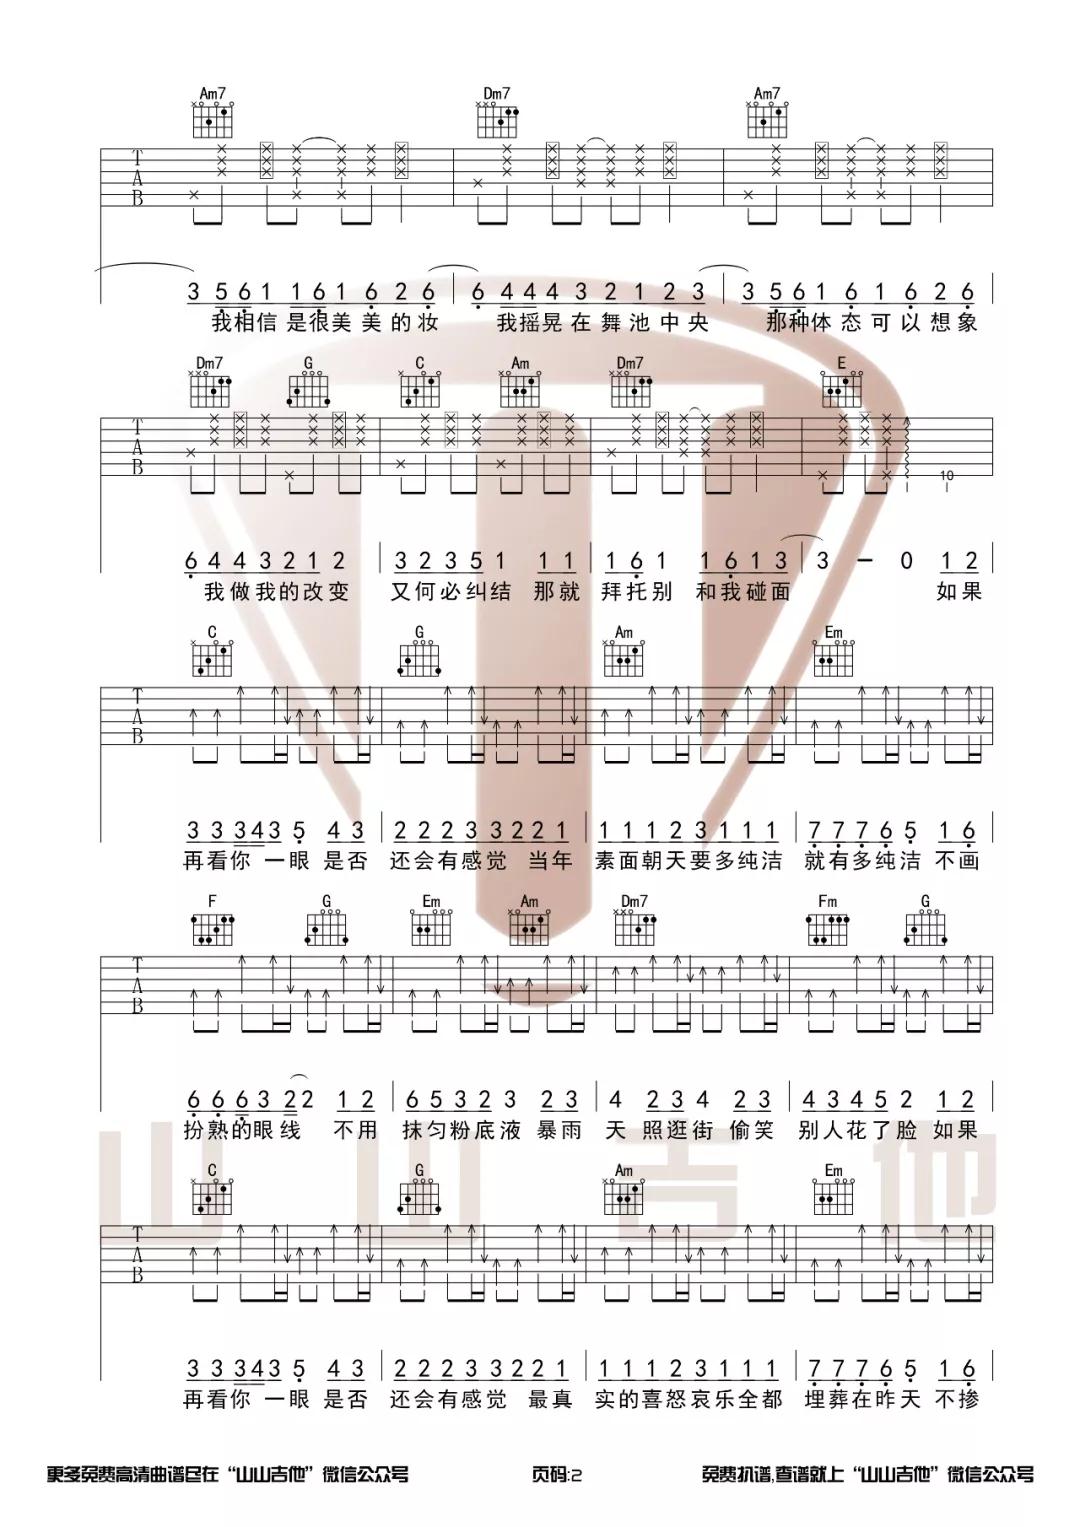 Am7 Dm7 Am7
T
A
B
3 5 6 1 1 6 1 6 2 6 6 4 4 4 3 2 1 2 3 3 5 6 1 6 1 6 2 6
我相信是很美美的妆 我摇晃在舞池中央 那种体态可以想象
Dm7 G C Am Dm7 E
T
A
B
10
6 4 4 3 2 1 2 3 2 3 5 1 1 1 1 6 1 1 6 1 3 3 - 0 1 2
我做我的改变 又何必纠结 那就 拜托别 和我碰面 如果
C G Am Em
T
A
B
3 3 3 4 3 5 4 3 2 2 2 3 3 2 2 1 1 1 1 2 3 1 1 1 7 7 7 6 5 1 6
再看你一眼是否 还会有感觉 当年 素面朝天要多纯洁 就有多纯洁 不画
F G Em Am Dm7 Fm G
T
A
B
6 6 6 3 2 2 1 2 6 5 3 2 3 2 3 4 2 3 4 2 3 4 3 4 5 2 1 2
扮熟的眼线 不用 抹匀粉底液 暴雨 天 照逛街 偷笑 别人花了脸 如果
C G Am Em
T
A
B
3 3 3 4 3 5 4 3 2 2 2 3 3 2 2 1 1 1 1 2 3 1 1 1 7 7 7 6 5 1 6
再看你一眼是否 还会有感觉 最真 实的喜怒哀乐全都 埋葬在昨天 不掺
山山吉他
更多免费高清曲谱尽在“山山吉他”微信公众号 页码:2 免费扒谱,查谱就上“山山吉他”微信公众号